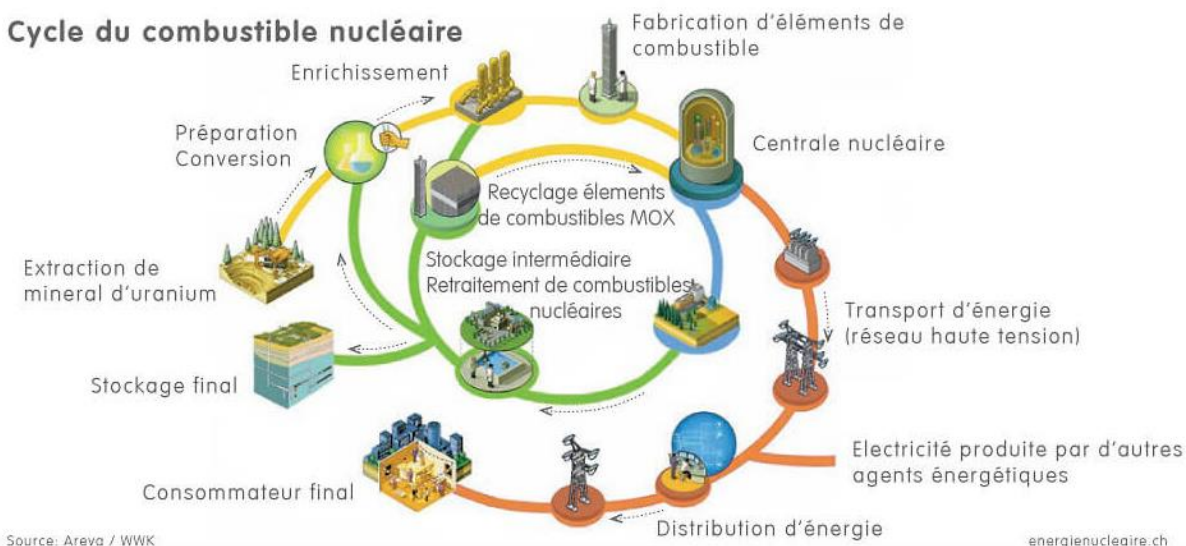 Cycle du combustible nucléaire
Fabrication d'éléments de
combustible
Enrichissement
Préparation
Conversion
Centrale nucléaire
Recyclage élements
de combustibles MOX
Extraction de
mineral d'uranium
Stockage intermédiaire
Retraitement de combustibles
nucléaires
Transport d'énergie
(réseau haute tension)
Stockage final
Electricité produite par d'autres
agents énergétiques
Consommateur final
Distribution d'énergie
Source: Areva / WWK
energienucleaire.ch